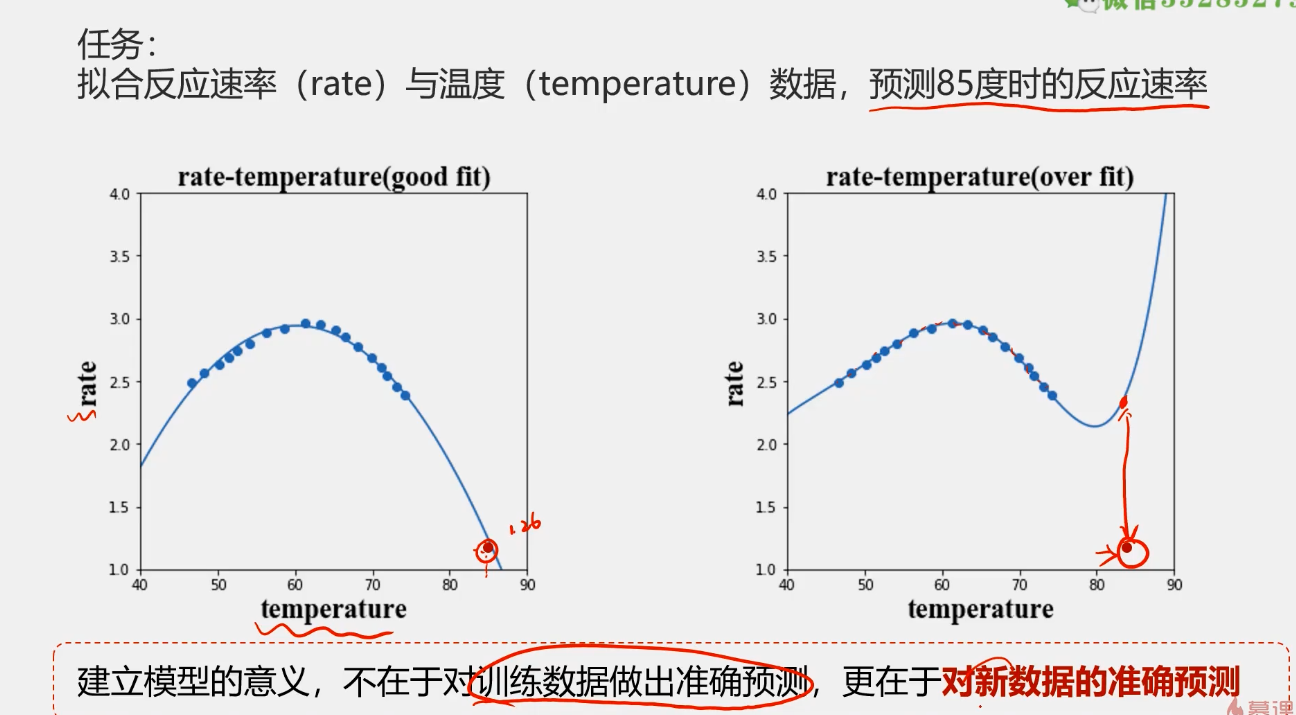 任务：
拟合反应速率（rate）与温度（temperature）数据，预测85度时的反应速率
rate-temperature(good fit)
4.0
3.5
3.0
2.5
2.0
1.5
1.0
rate
1.26
40 50 60 70 80 90
temperature
rate-temperature(over fit)
4.0
3.5
3.0
2.5
2.0
1.5
1.0
rate
40 50 60 70 80 90
temperature
建立模型的意义，不在于对训练数据做出准确预测，更在于对新数据的准确预测
慕课